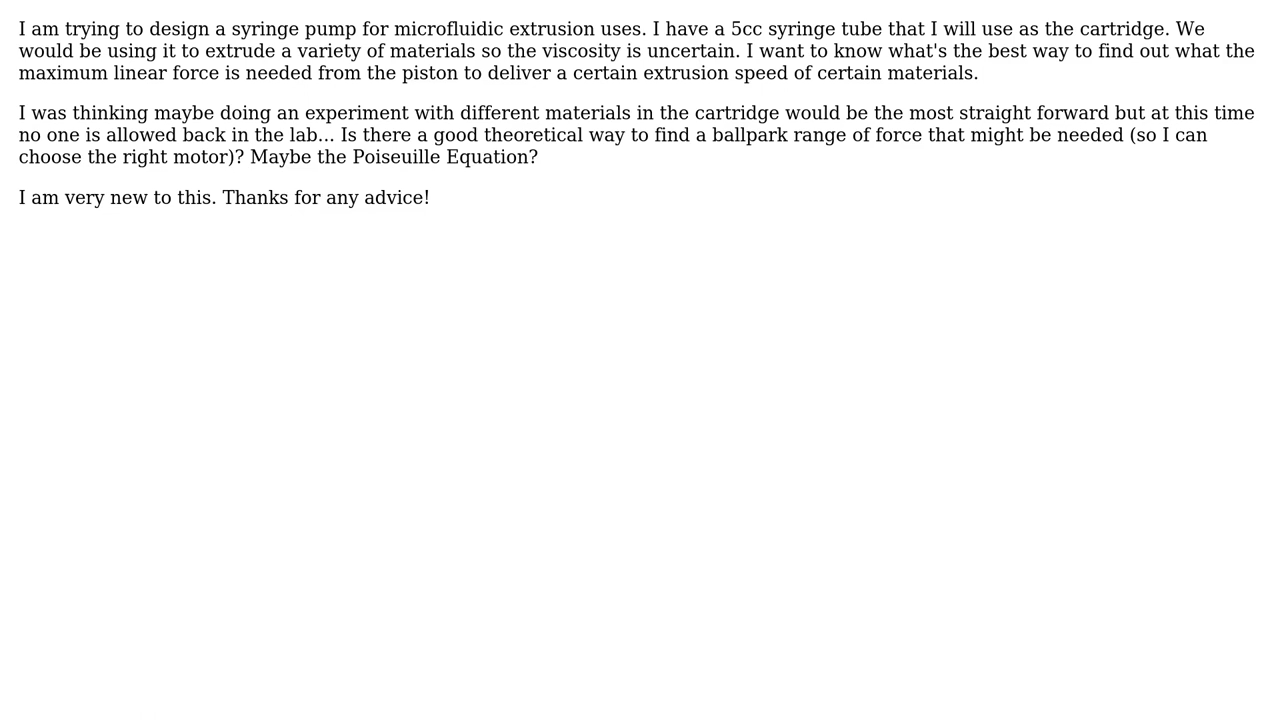 I am trying to design a syringe pump for microfluidic extrusion uses. I have a 5cc syringe tube that I will use as the cartridge. We
would be using it to extrude a variety of materials so the viscosity is uncertain. I want to know what's the best way to find out what the
maximum linear force is needed from the piston to deliver a certain extrusion speed of certain materials.
I was thinking maybe doing an experiment with different materials in the cartridge would be the most straight forward but at this time
no one is allowed back in the lab... Is there a good theoretical way to find a ballpark range of force that might be needed (so I can
choose the right motor)? Maybe the Poiseuille Equation?
I am very new to this. Thanks for any advice!